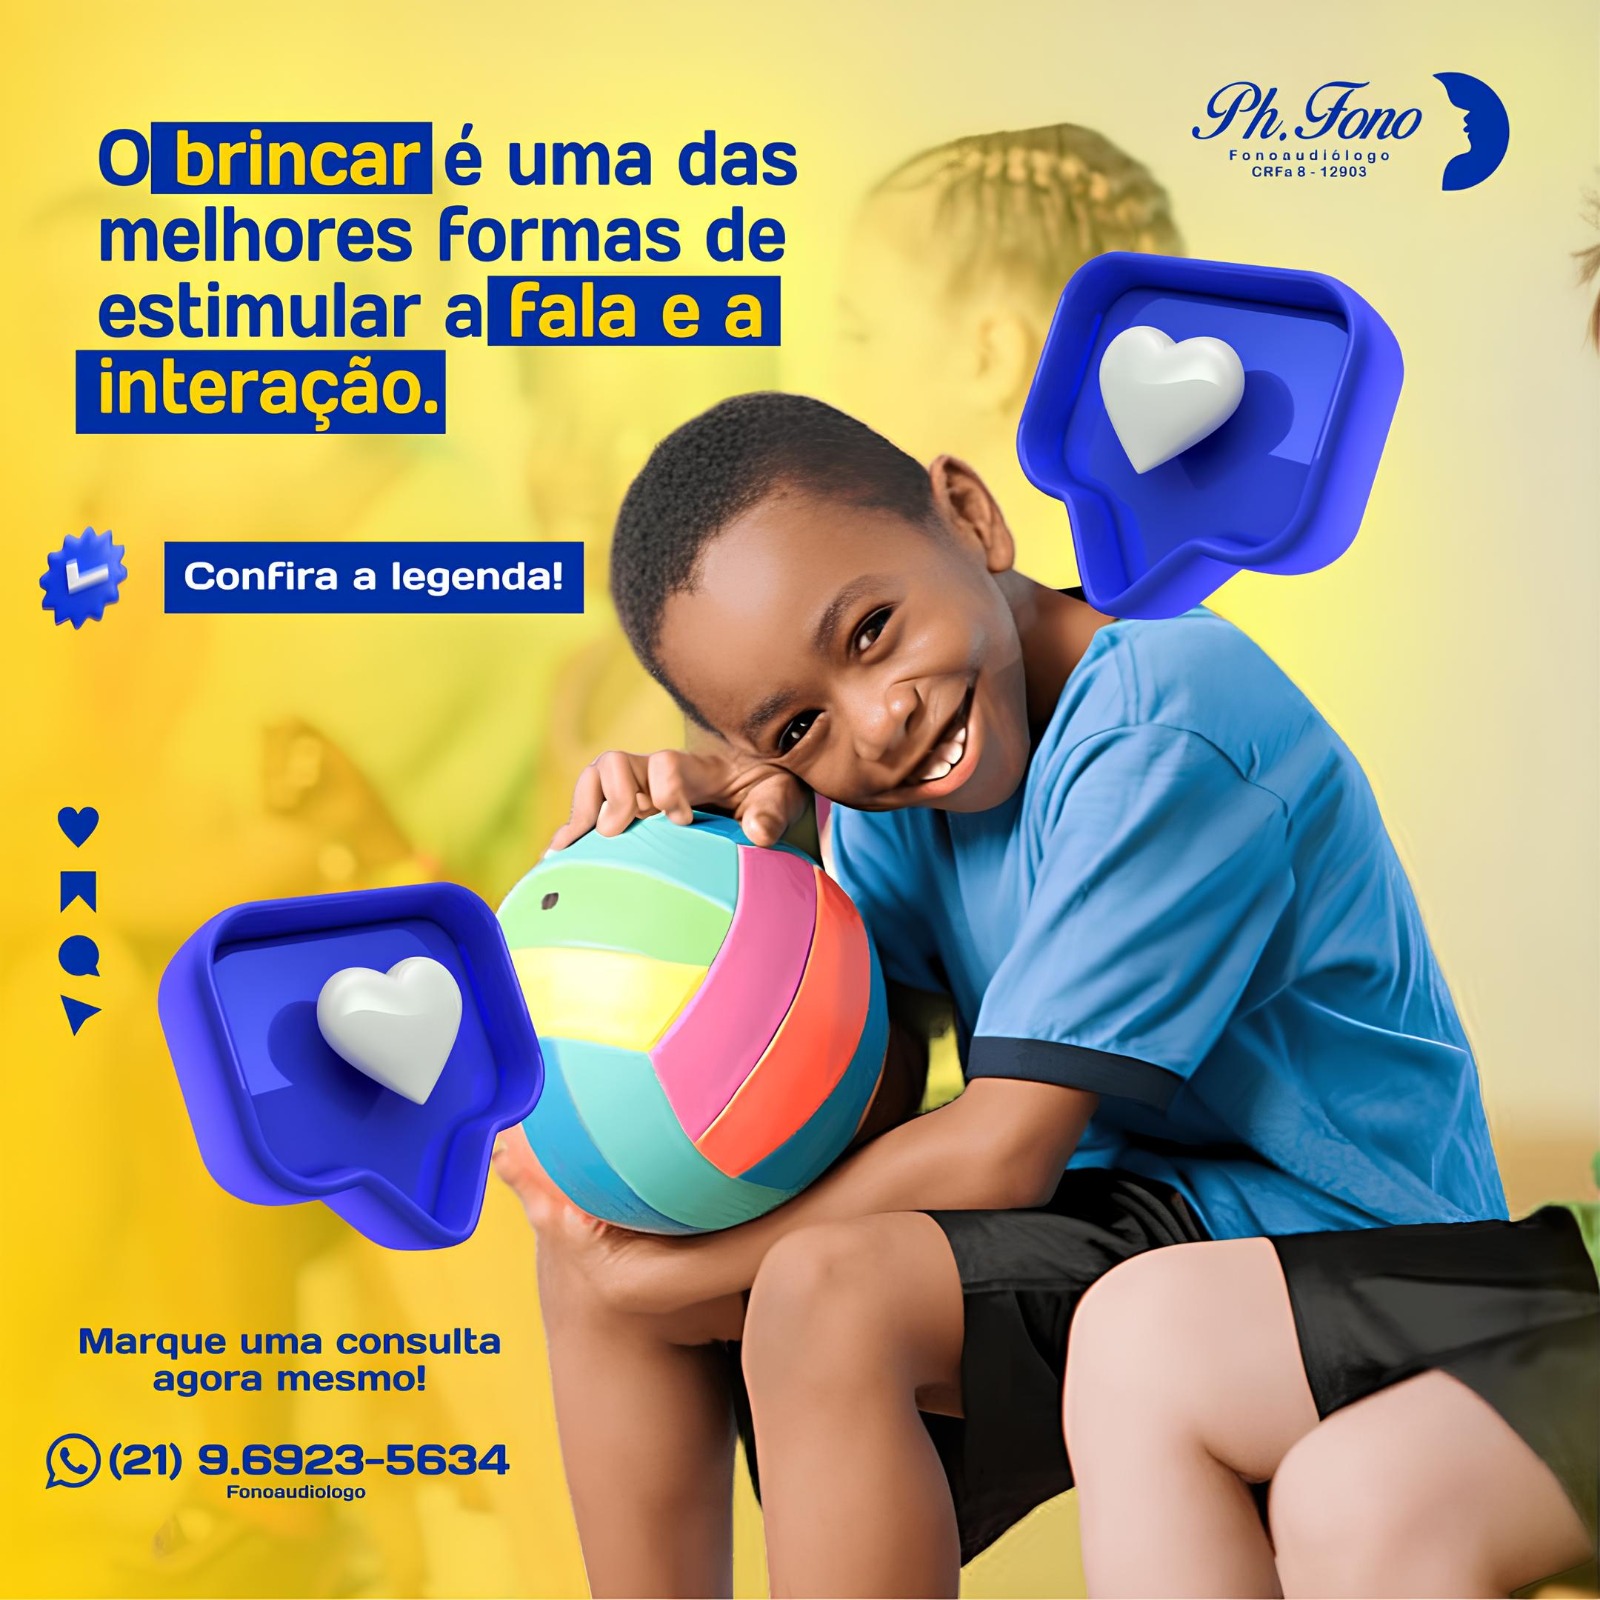 O brincar é uma das
melhores formas de
estimular a fala e a
interação.
Ph. Fono
Fonoaudiólogo
CRFa 8 - 12903
Confira a legenda!
Marque uma consulta
agora mesmo!
(21) 9.6923-5634
Fonoaudiologo